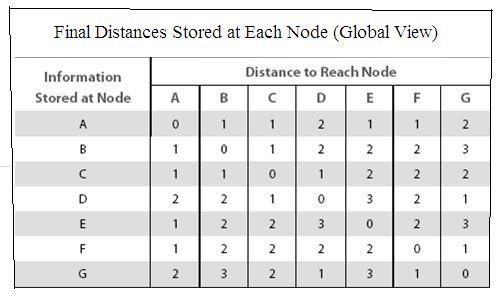 Final Distances Stored at Each Node (Global View)
Information Stored at Node
Distance to Reach Node
A B C D E F G
A 0 1 1 2 1 1 2
B 1 0 1 2 2 2 3
C 1 1 0 1 2 2 2
D 2 2 1 0 3 2 1
E 1 2 2 3 0 2 3
F 1 2 2 2 2 0 1
G 2 3 2 1 3 1 0